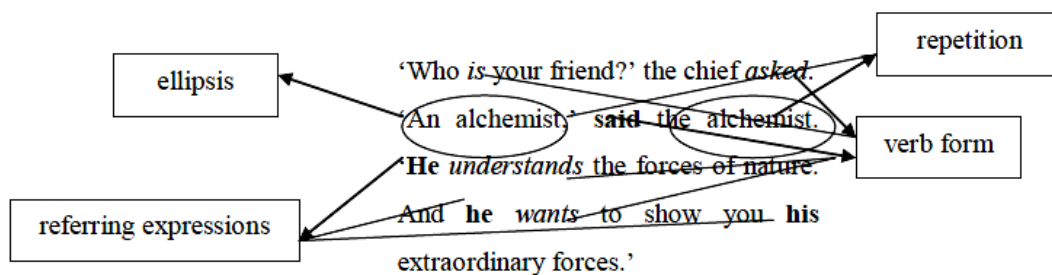 repetition
ellipsis
‘Who is your friend?’ the chief asked.
‘An alchemist.’ said the alchemist.
verb form
‘He understands the forces of nature.
referring expressions
And he wants to show you his
extraordinary forces.’